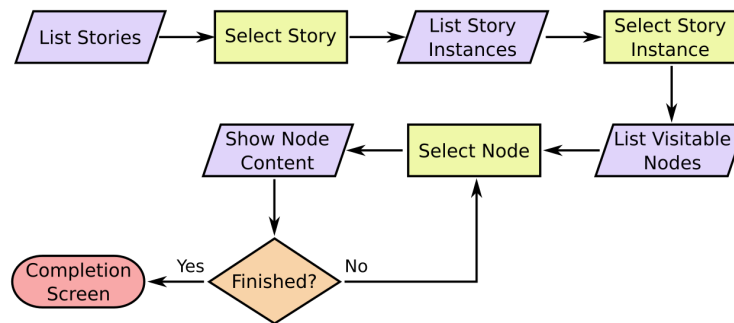 List Stories
Select Story
List Story
Instances
Select Story
Instance
List Visitable
Nodes
Select Node
Show Node
Content
Finished?
Yes
No
Completion
Screen